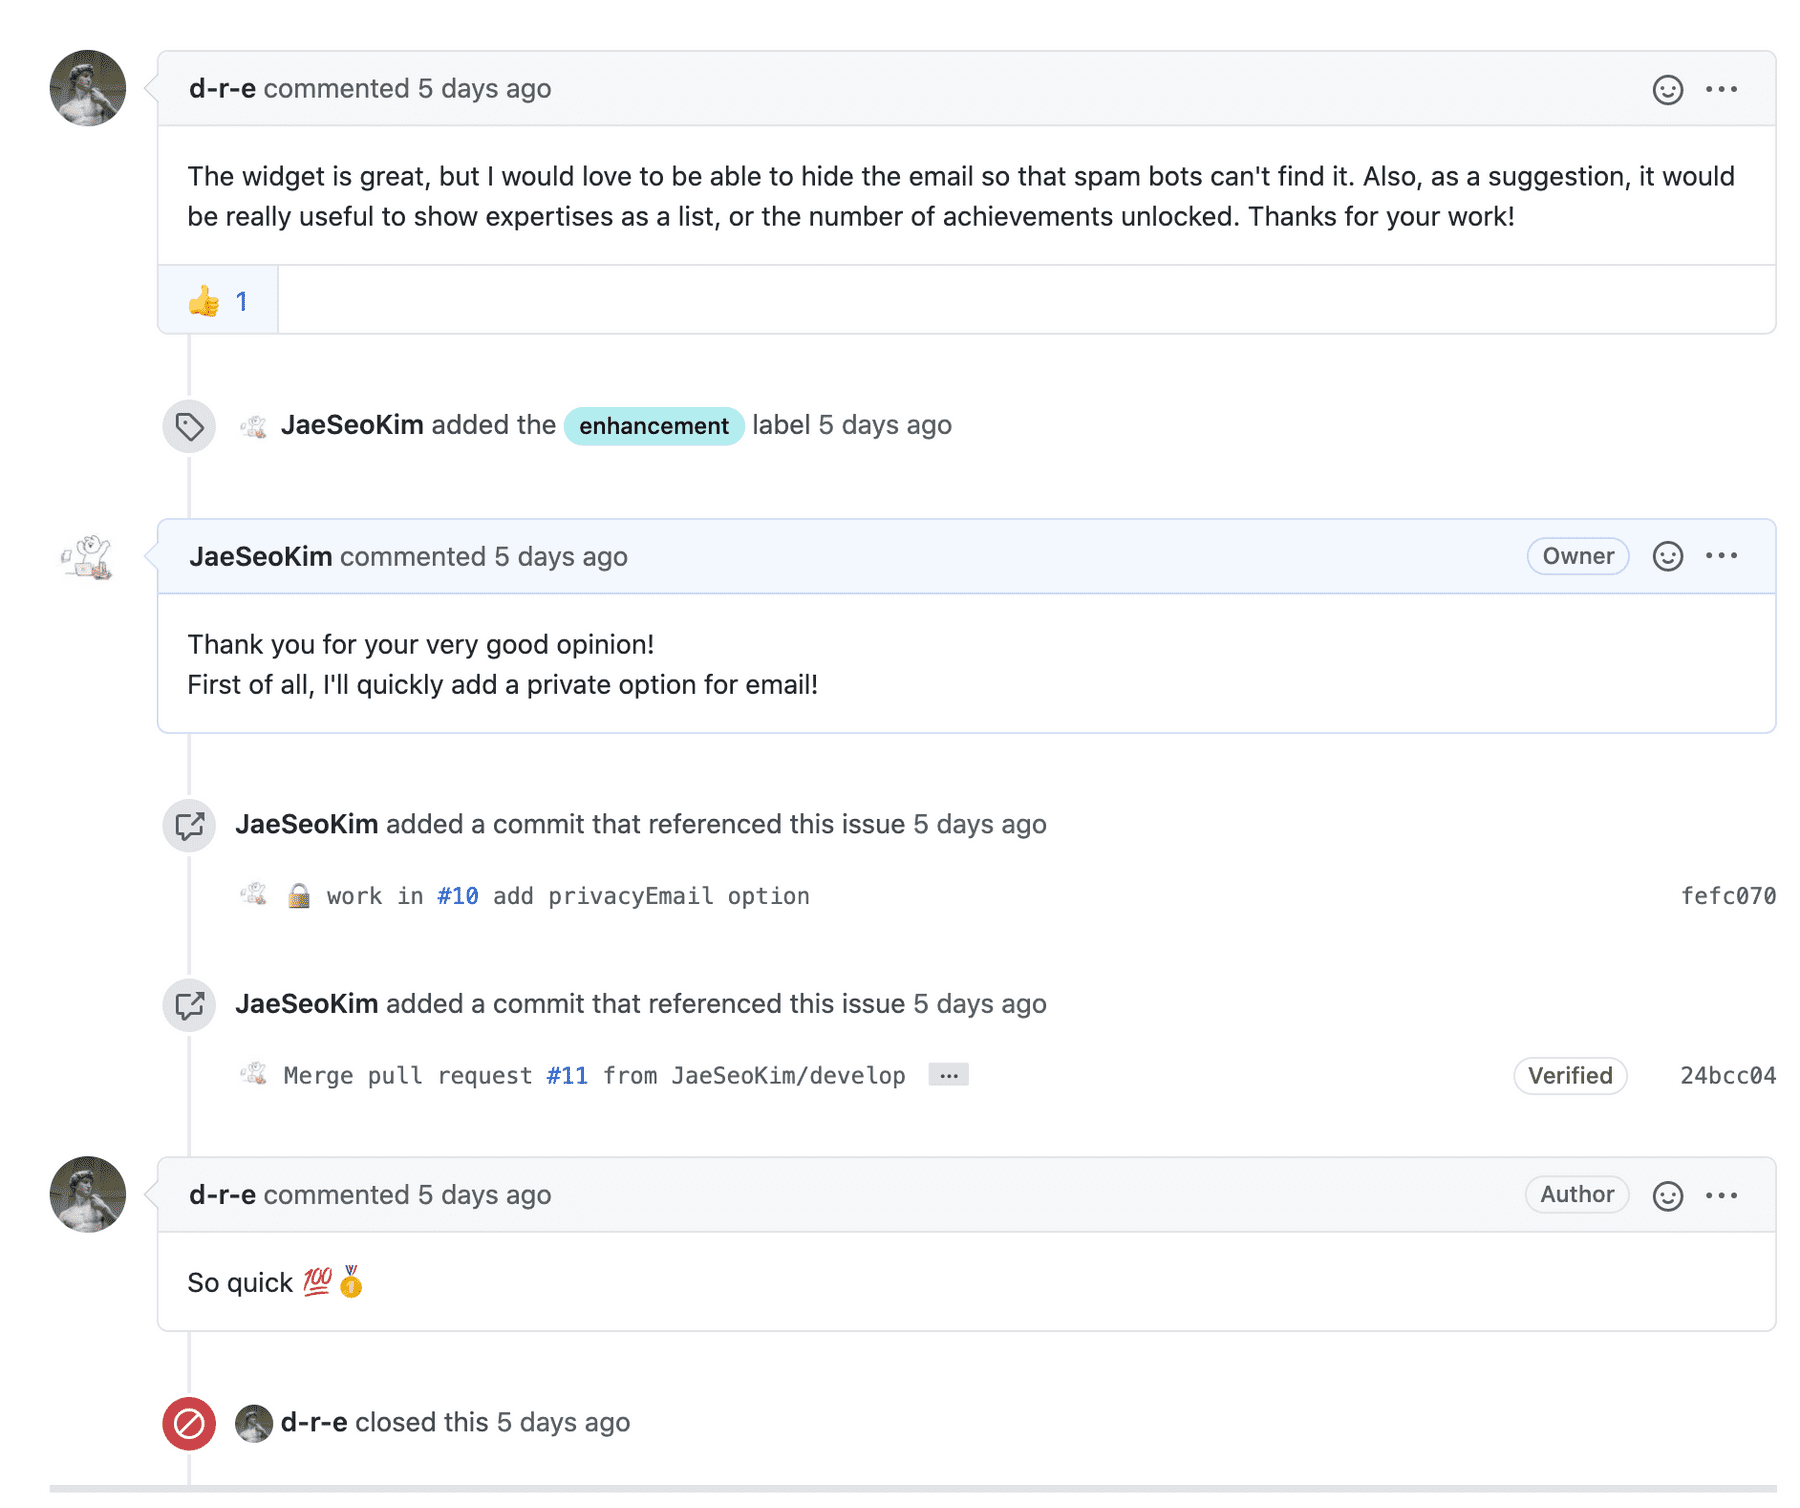 d-r-e commented 5 days ago
The widget is great, but I would love to be able to hide the email so that spam bots can't find it. Also, as a suggestion, it would
be really useful to show expertises as a list, or the number of achievements unlocked. Thanks for your work!
👍 1
JaeSeoKim added the enhancement label 5 days ago
JaeSeoKim commented 5 days ago Owner
Thank you for your very good opinion!
First of all, I'll quickly add a private option for email!
JaeSeoKim added a commit that referenced this issue 5 days ago
🔒 work in #10 add privacyEmail option fefc070
JaeSeoKim added a commit that referenced this issue 5 days ago
Merge pull request #11 from JaeSeoKim/develop ... Verified 24bcc04
d-r-e commented 5 days ago Author
So quick 💯🥇
d-r-e closed this 5 days ago